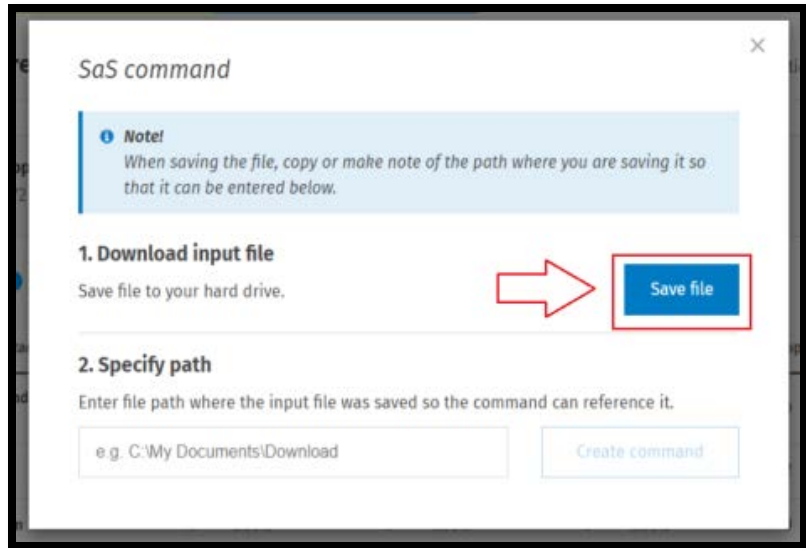 SaS command
Note!
When saving the file, copy or make note of the path where you are saving it so
that it can be entered below.
1. Download input file
Save file to your hard drive.
Save file
2. Specify path
Enter file path where the input file was saved so the command can reference it.
e.g. C:\My Documents\Download
Create command